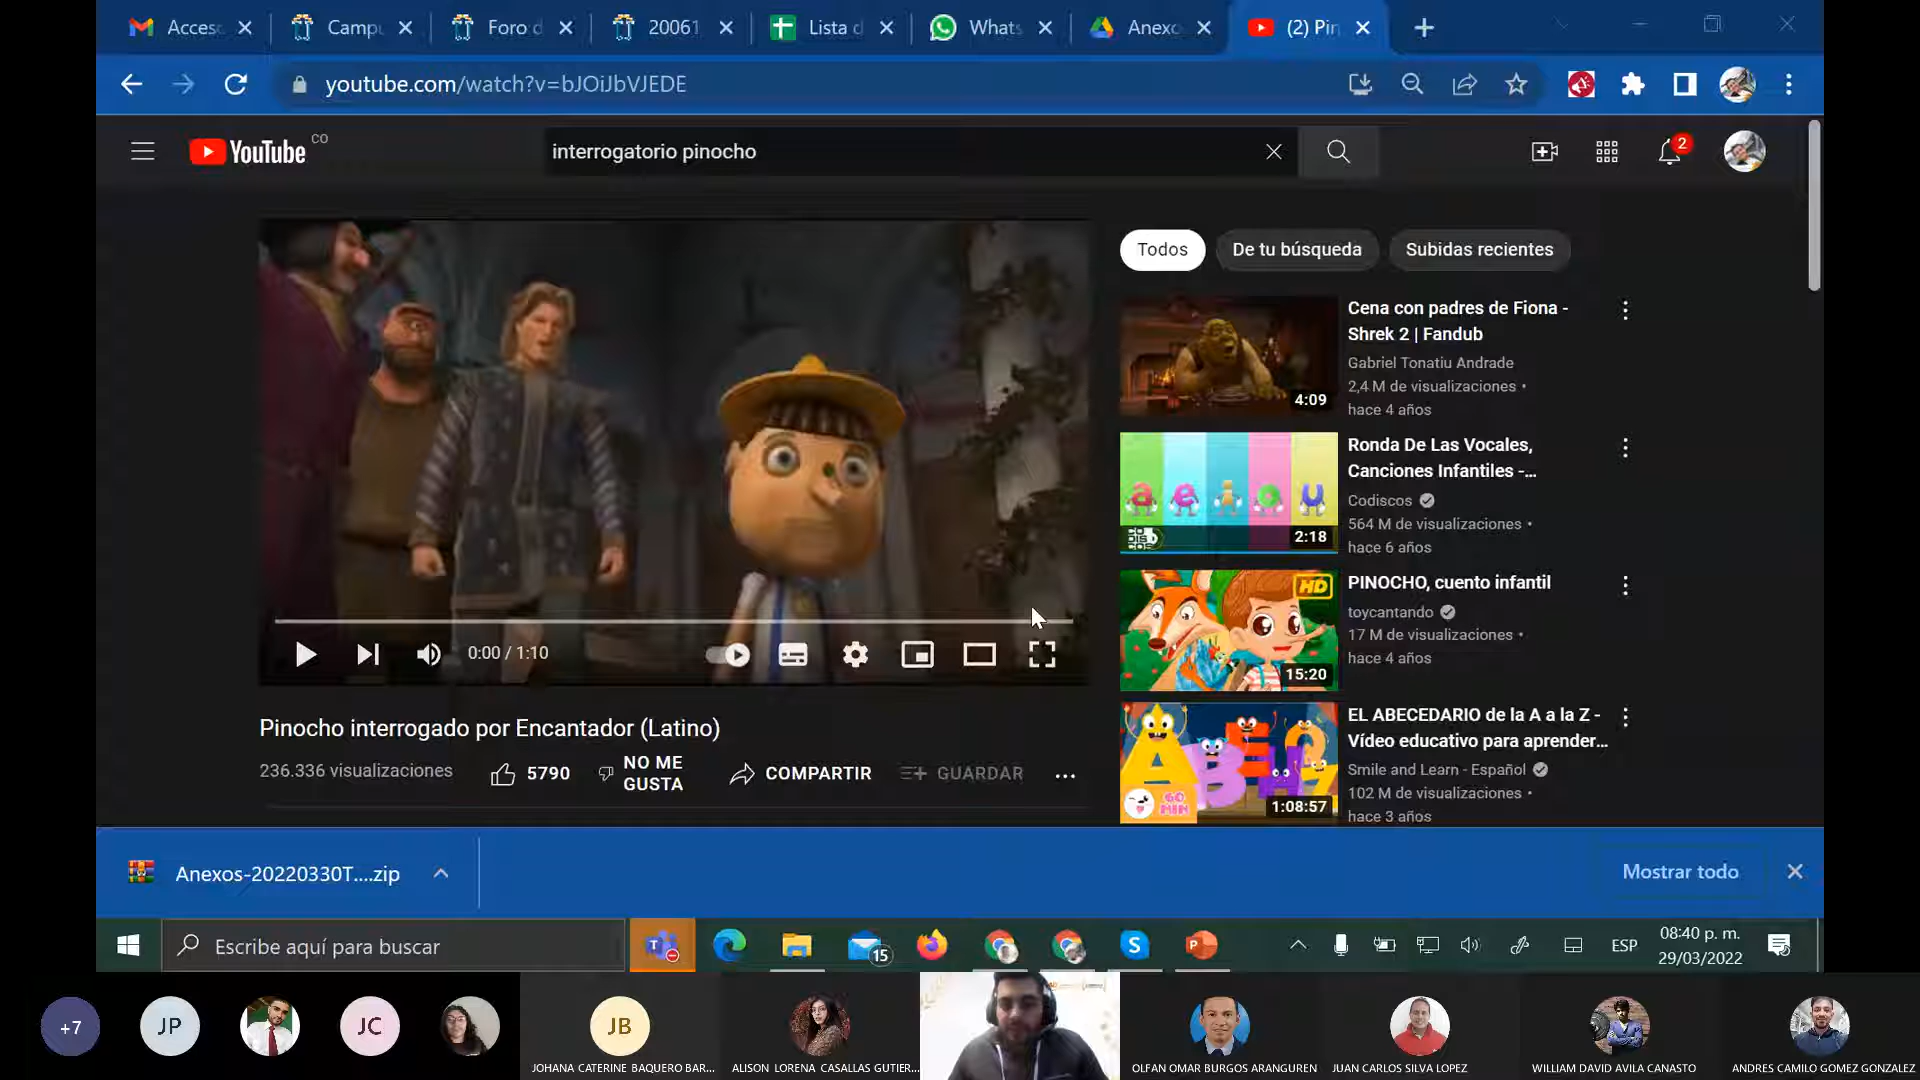 Acceso
Campu
Foro d
20061
Lista d
Whats
Anexo
(2) Pin
youtube.com/watch?v=bJOiJbVJEDE
YouTube CO
interrogatorio pinocho
2
Todos
De tu búsqueda
Subidas recientes
Cena con padres de Fiona -
Shrek 2 | Fandub
Gabriel Tonatiu Andrade
2,4 M de visualizaciones •
hace 4 años
4:09
Ronda De Las Vocales,
Canciones Infantiles -...
Codiscos
564 M de visualizaciones •
hace 6 años
a e i o u
CO
DIS
COS
2:18
HD
PINOCHO, cuento infantil
toycantando
17 M de visualizaciones •
hace 4 años
15:20
EL ABECEDARIO de la A a la Z -
Vídeo educativo para aprender...
Smile and Learn - Español
102 M de visualizaciones •
hace 3 años
60
MIN
1:08:57
0:00 / 1:10
Pinocho interrogado por Encantador (Latino)
236.336 visualizaciones
5790
NO ME
GUSTA
COMPARTIR
GUARDAR
Anexos-20220330T....zip
Mostrar todo
Escribe aquí para buscar
15
ESP
08:40 p. m.
29/03/2022
+7
JP
JC
JB
JOHANA CATERINE BAQUERO BAR...
ALISON LORENA CASALLAS GUTIER...
OLFAN OMAR BURGOS ARANGUREN
JUAN CARLOS SILVA LOPEZ
WILLIAM DAVID AVILA CANASTO
ANDRES CAMILO GOMEZ GONZALEZ